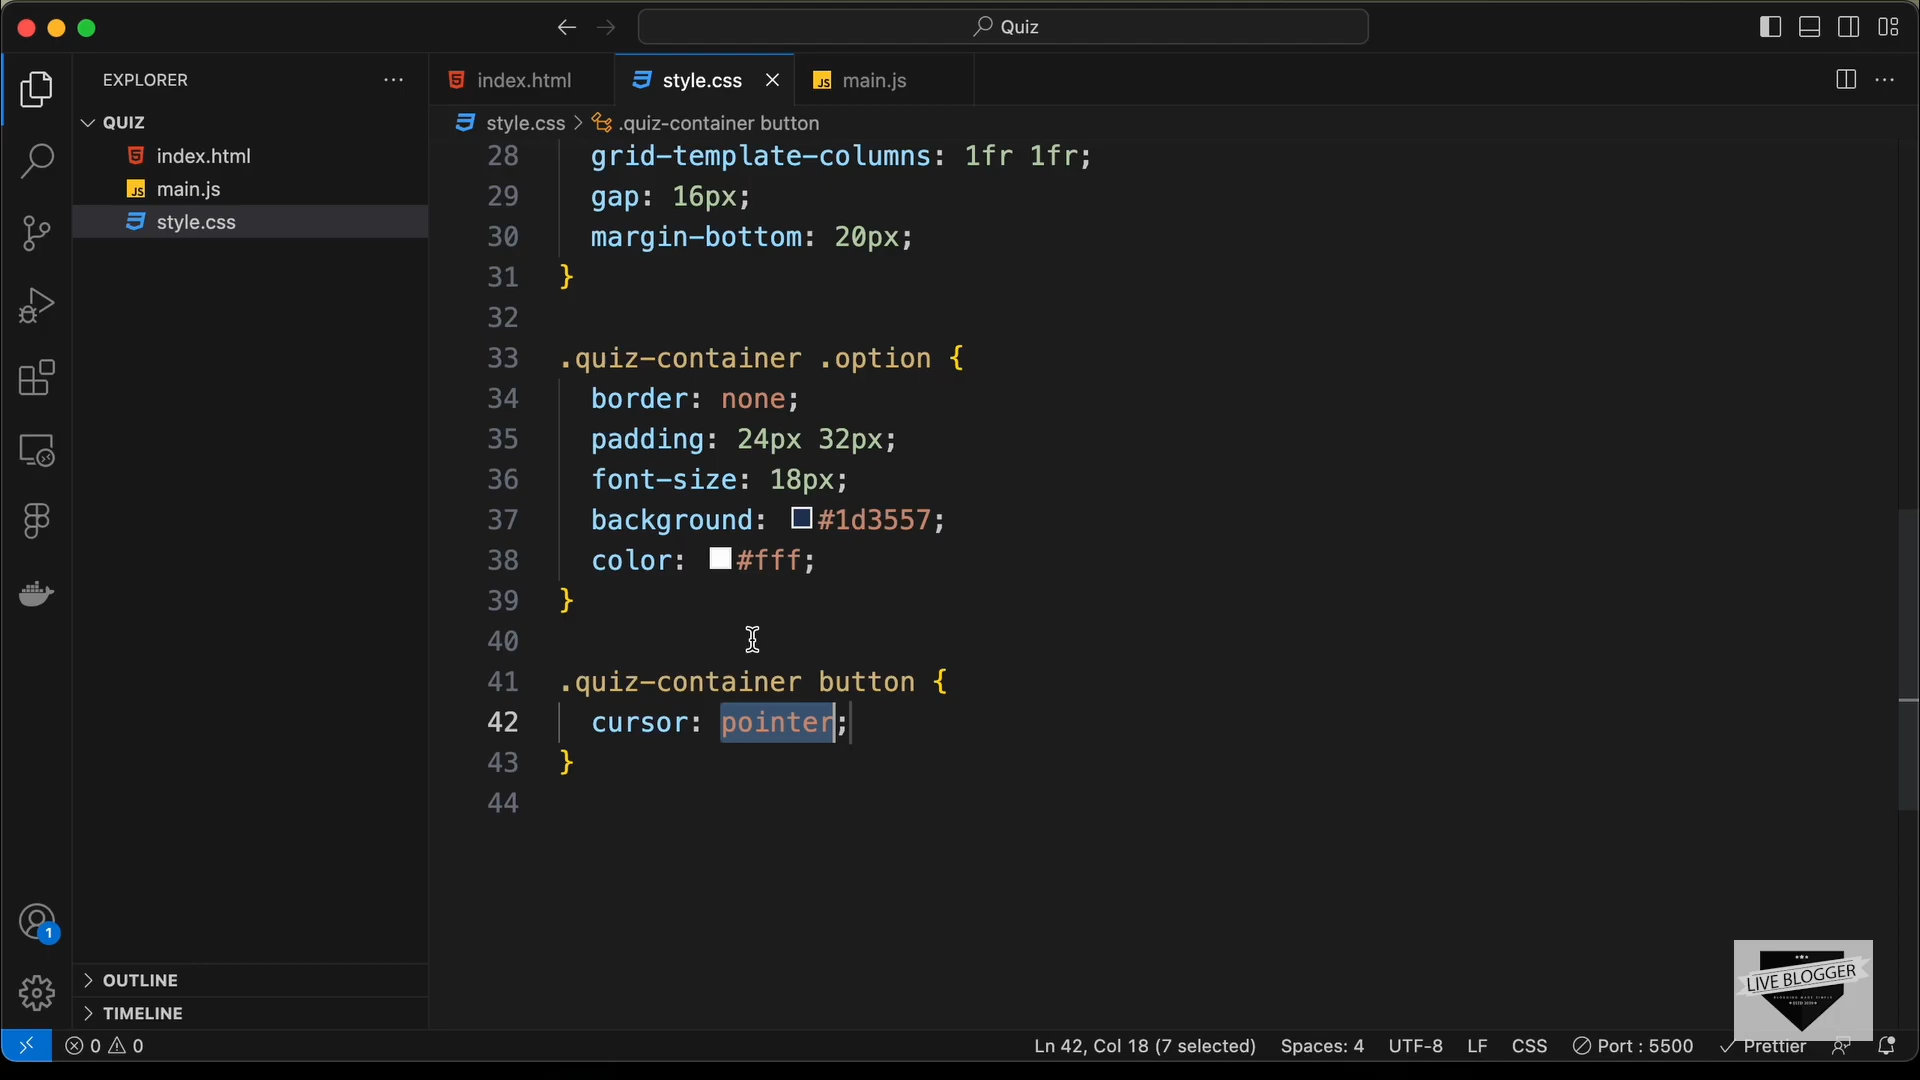 Quiz
EXPLORER
QUIZ
index.html
main.js
style.css
index.html
style.css
main.js
style.css > .quiz-container button
28 grid-template-columns: 1fr 1fr;
29 gap: 16px;
30 margin-bottom: 20px;
31 }
32
33 .quiz-container .option {
34 border: none;
35 padding: 24px 32px;
36 font-size: 18px;
37 background: #1d3557;
38 color: #fff;
39 }
40
41 .quiz-container button {
42 cursor: pointer;
43 }
44
1
OUTLINE
TIMELINE
LIVE BLOGGER
0 0
Ln 42, Col 18 (7 selected) Spaces: 4 UTF-8 LF CSS Port : 5500 Prettier